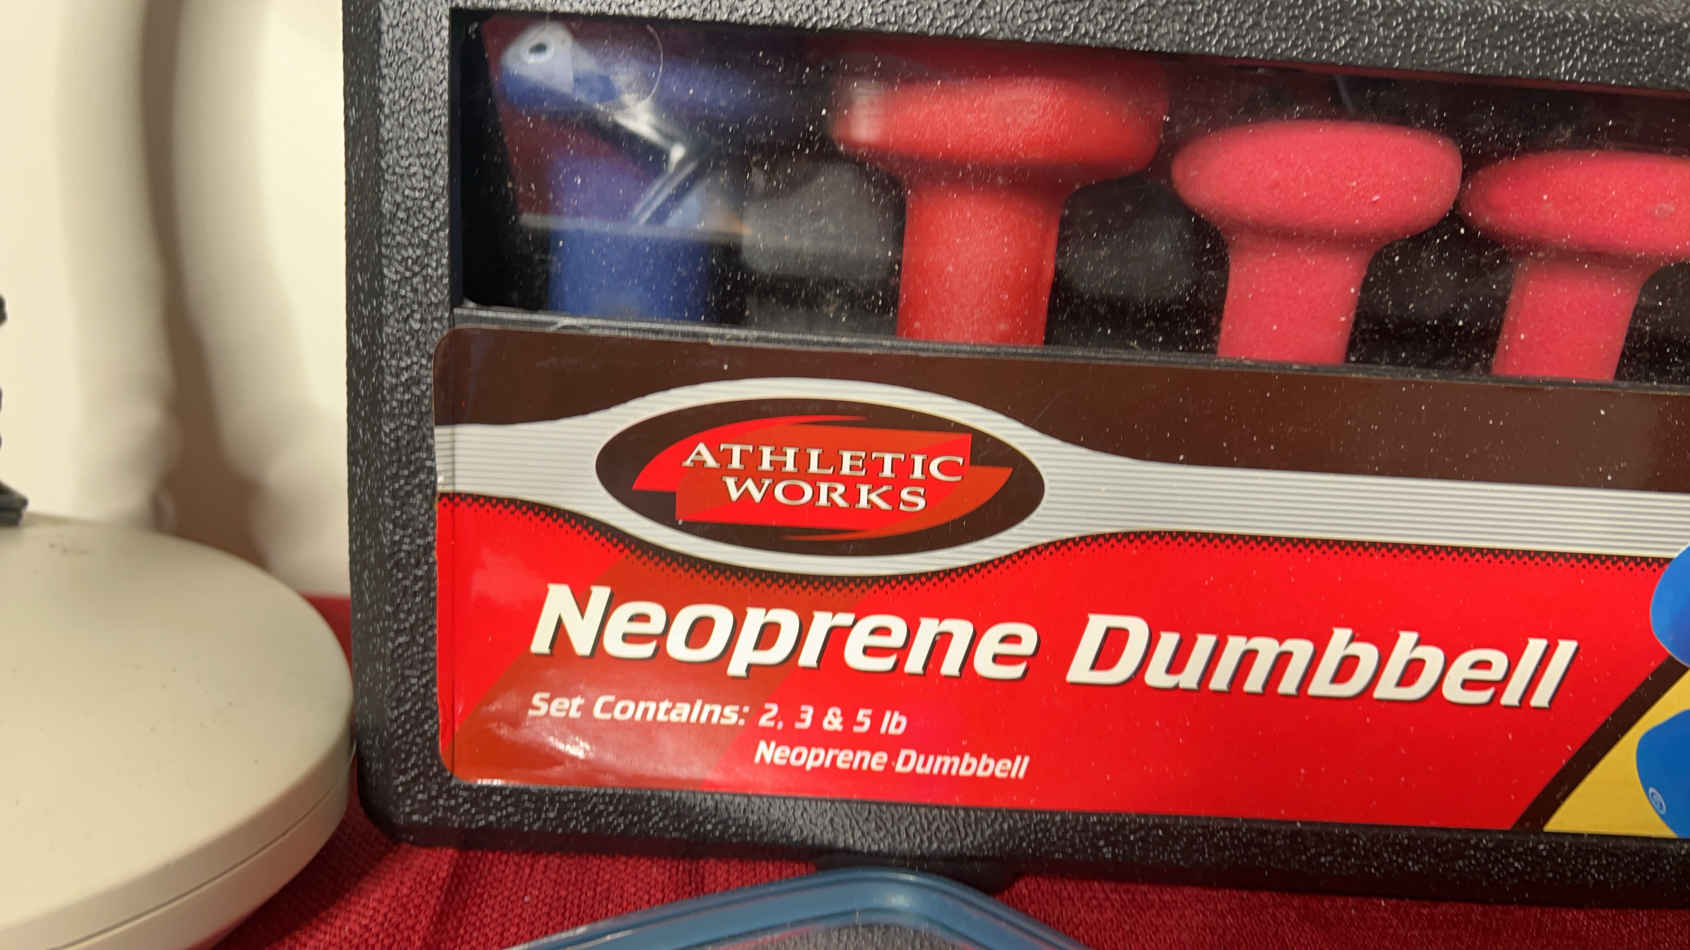 ATHLETIC
WORKS
Neoprene Dumbbell
Set Contains: 2, 3 & 5 lb
Neoprene Dumbbell